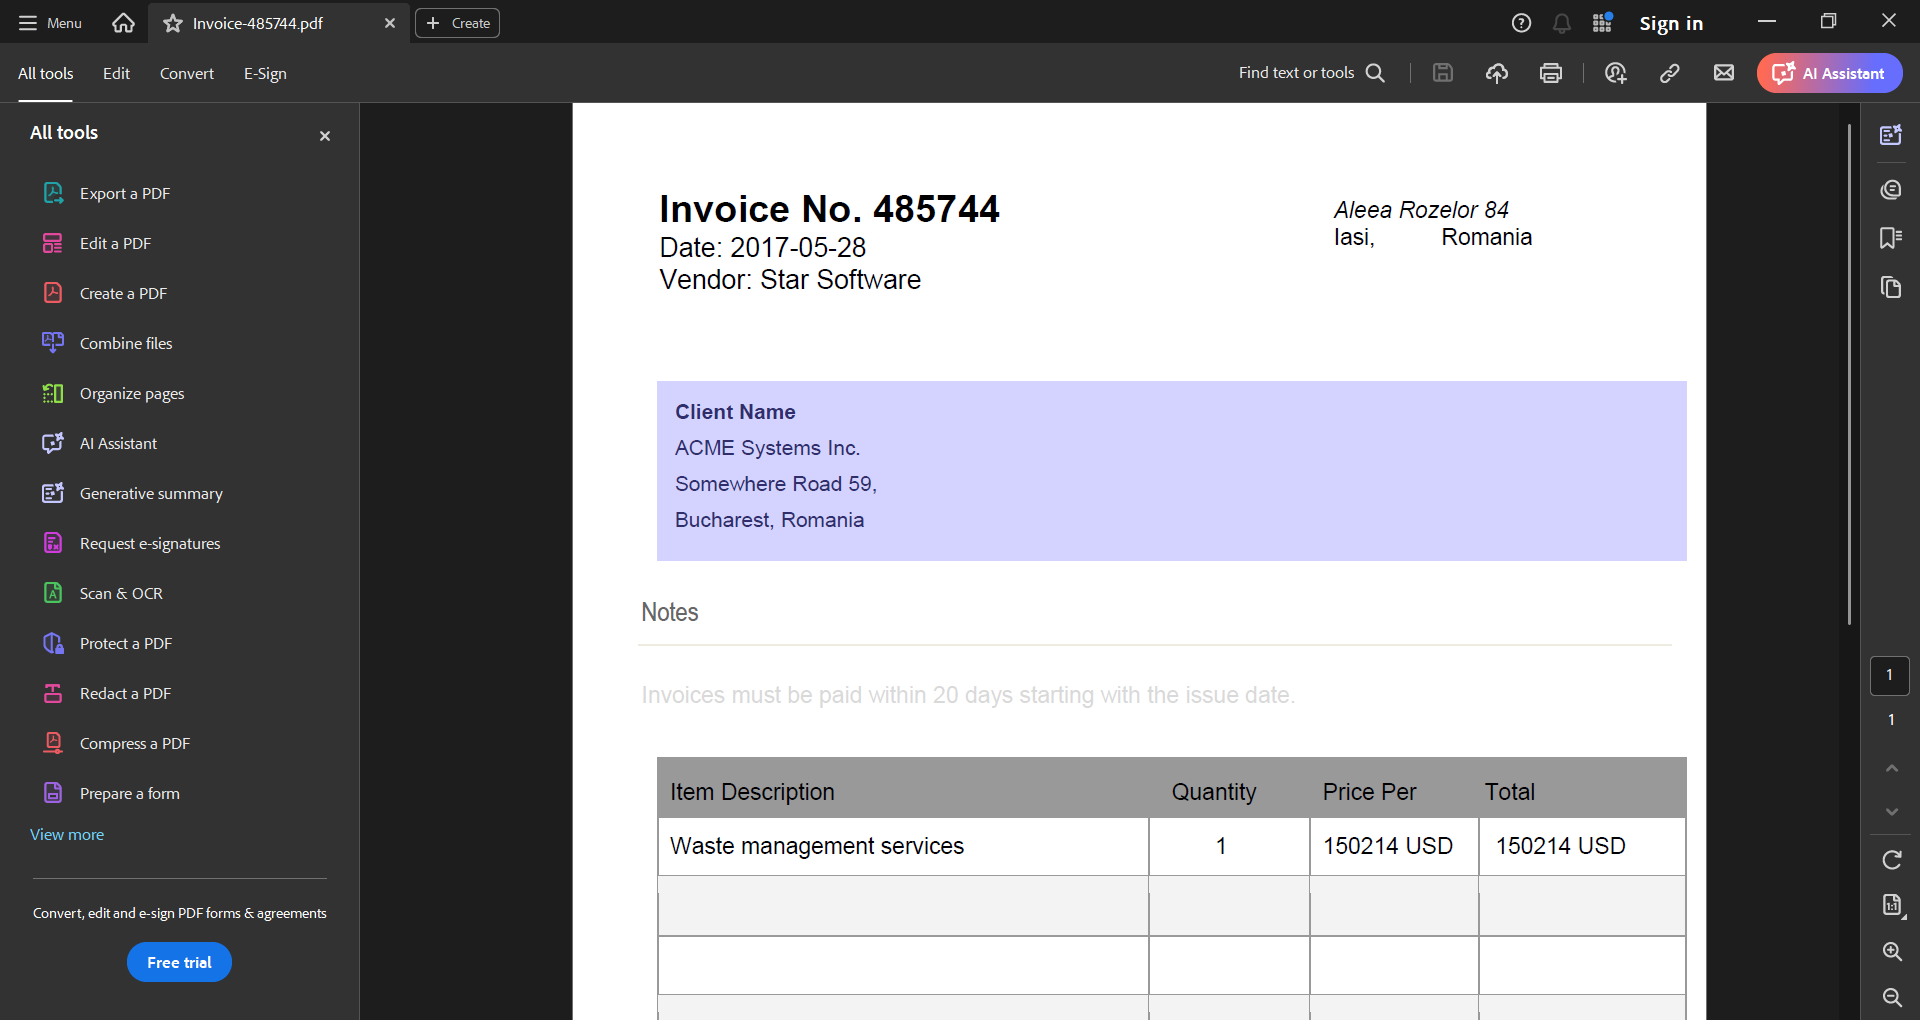 Menu
Invoice-485744.pdf
Create
Sign in
All tools
Edit
Convert
E-Sign
Find text or tools
AI Assistant
All tools
Export a PDF
Edit a PDF
Create a PDF
Combine files
Organize pages
AI Assistant
Generative summary
Request e-signatures
Scan & OCR
Protect a PDF
Redact a PDF
Compress a PDF
Prepare a form
View more
Convert, edit and e-sign PDF forms & agreements
Free trial
Invoice No. 485744
Date: 2017-05-28
Vendor: Star Software
Aleea Rozelor 84
Iasi, Romania
Client Name
ACME Systems Inc.
Somewhere Road 59,
Bucharest, Romania
Notes
Invoices must be paid within 20 days starting with the issue date.
Item Description Quantity Price Per Total
Waste management services 1 150214 USD 150214 USD
1
1
1:1